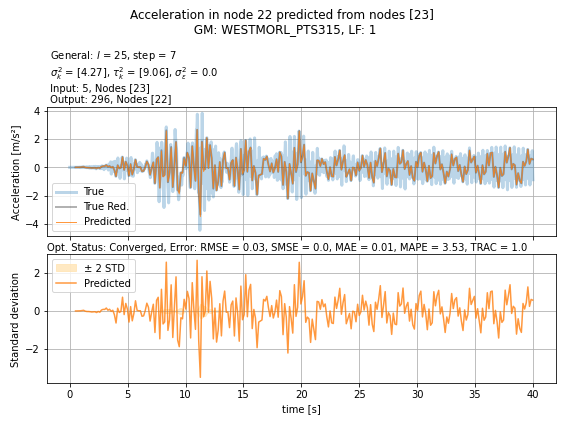 Acceleration in node 22 predicted from nodes [23]
GM: WESTMORL_PTS315, LF: 1
General: l = 25, step = 7
σ²ₖ = [4.27], τ²ₖ = [9.06], σ²ε = 0.0
Input: 5, Nodes [23]
Output: 296, Nodes [22]
Acceleration [m/s²]
4
2
0
−2
−4
True
True Red.
Predicted
Opt. Status: Converged, Error: RMSE = 0.03, SMSE = 0.0, MAE = 0.01, MAPE = 3.53, TRAC = 1.0
Standard deviation
2
0
−2
± 2 STD
Predicted
0 5 10 15 20 25 30 35 40
time [s]